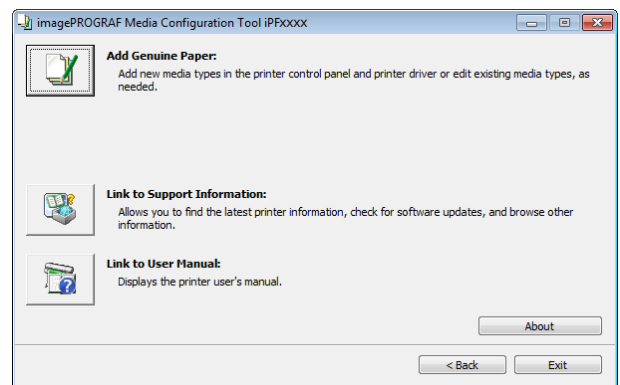 imagePROGRAF Media Configuration Tool iPFxxxx
Add Genuine Paper:
Add new media types in the printer control panel and printer driver or edit existing media types, as
needed.
Link to Support Information:
Allows you to find the latest printer information, check for software updates, and browse other
information.
Link to User Manual:
Displays the printer user's manual.
About
< Back
Exit